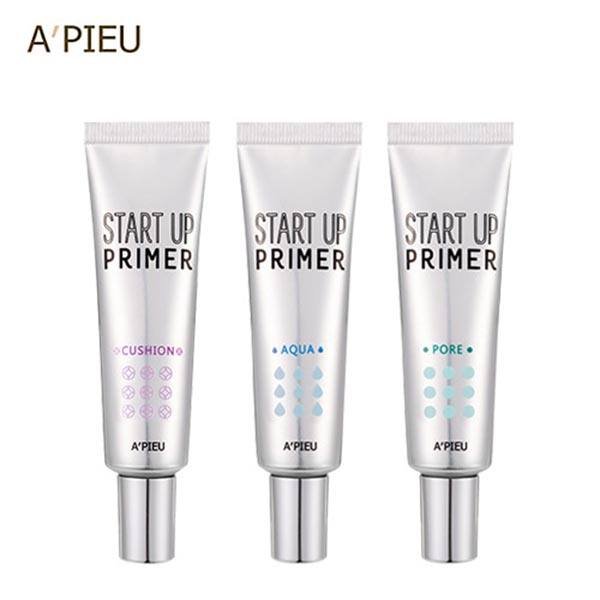 A'PIEU
START UP
PRIMER
CUSHION
A'PIEU
START UP
PRIMER
AQUA
A'PIEU
START UP
PRIMER
PORE
A'PIEU